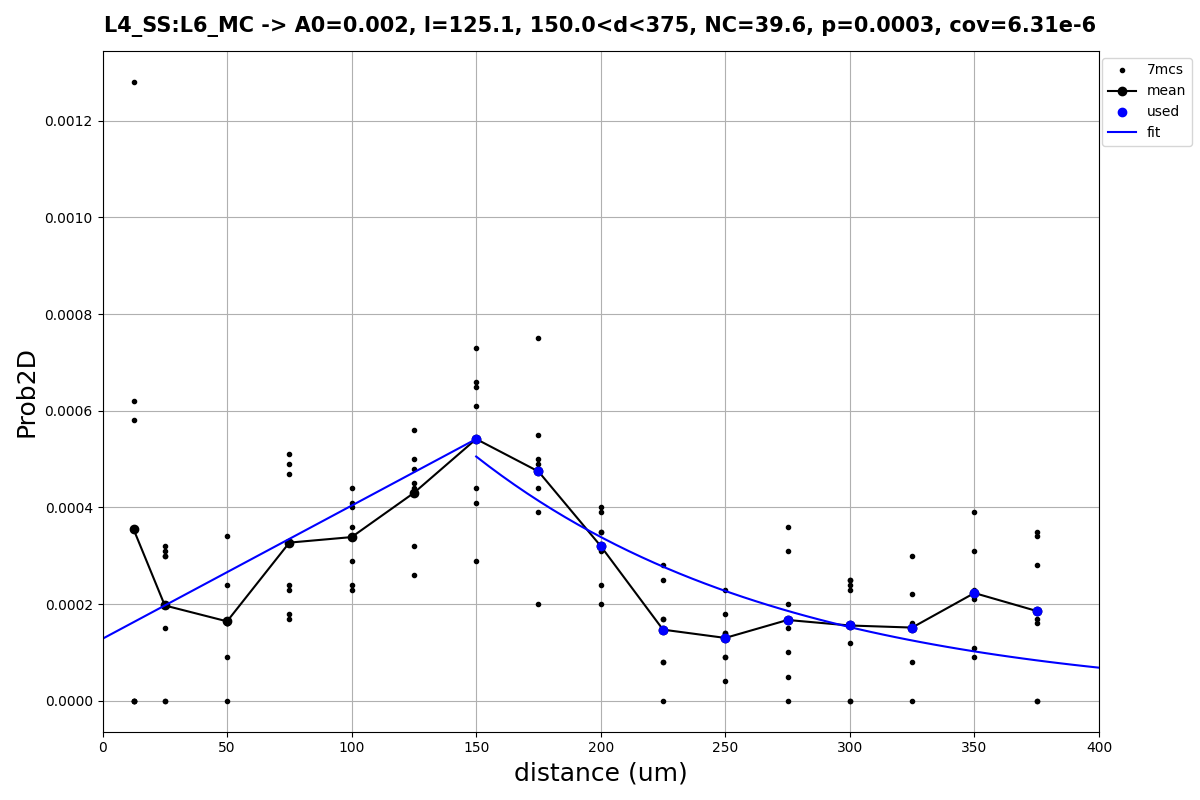 L4_SS:L6_MC -> A0=0.002, l=125.1, 150.0<d<375, NC=39.6, p=0.0003, cov=6.31e-6
7mcs
mean
used
fit
0.0012
0.0010
0.0008
0.0006
0.0004
0.0002
0.0000
Prob2D
0 50 100 150 200 250 300 350 400
distance (um)